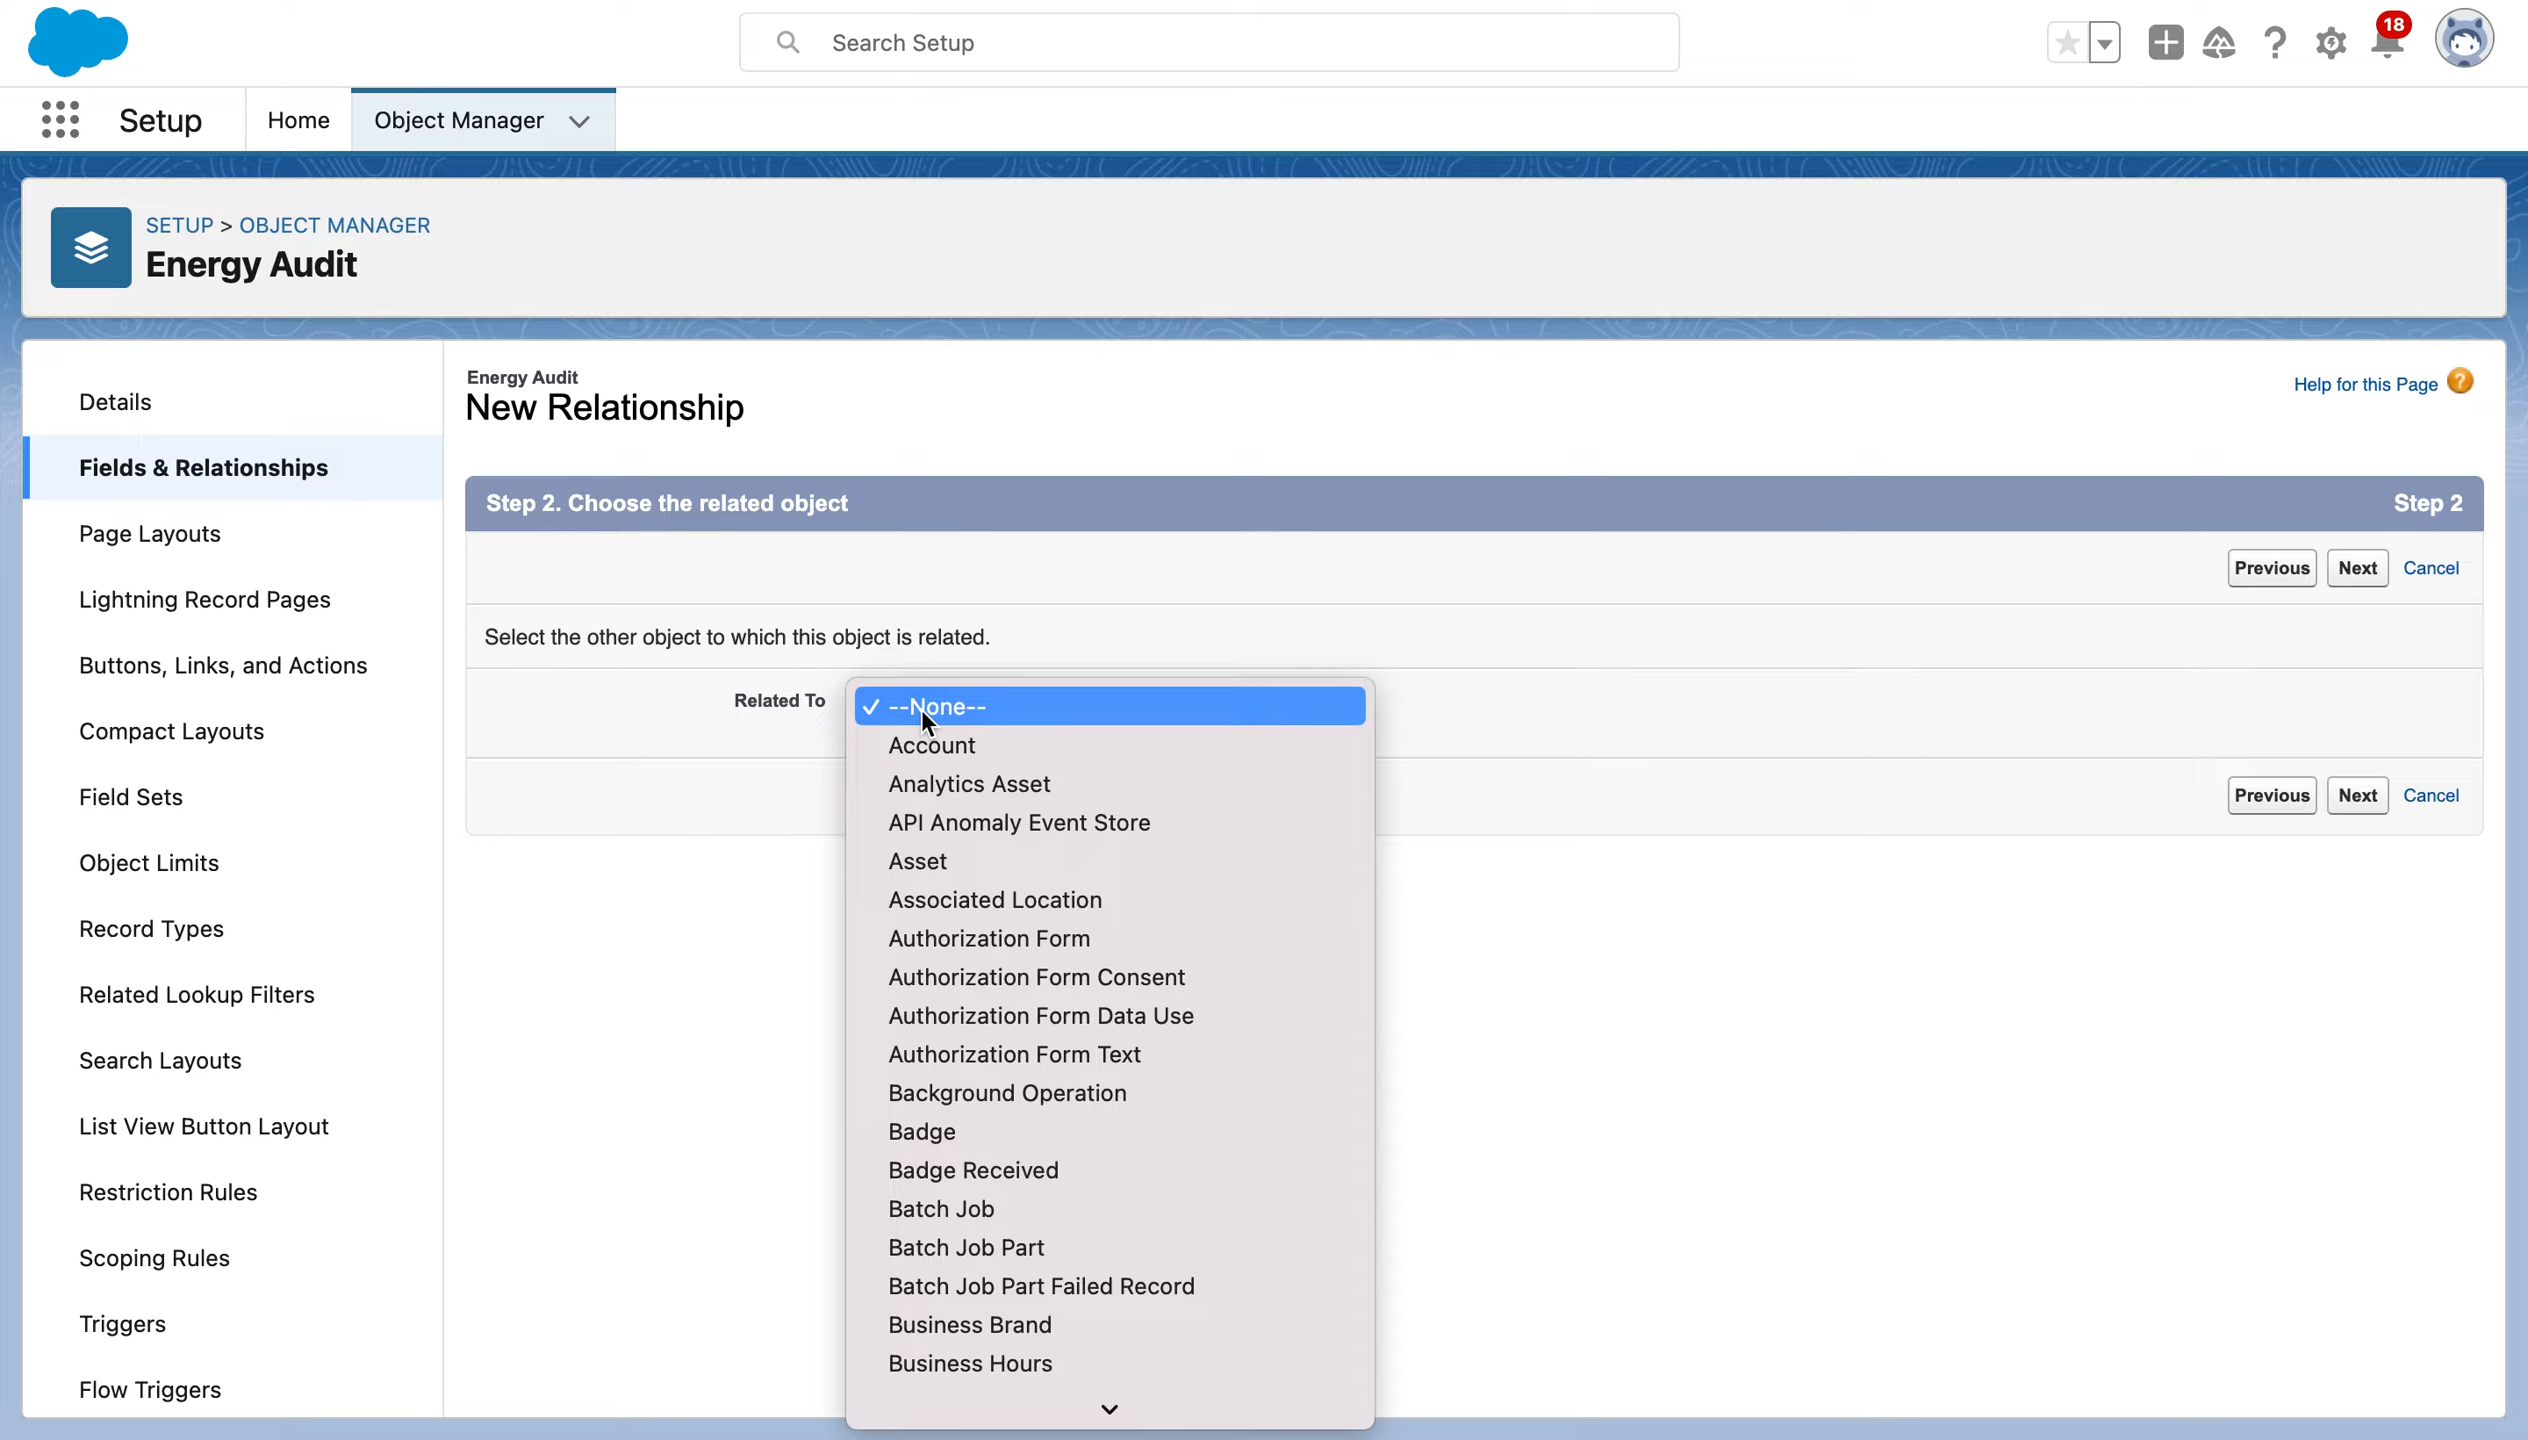 Search Setup
18
Setup
Home
Object Manager
SETUP > OBJECT MANAGER
Energy Audit
Details
Fields & Relationships
Page Layouts
Lightning Record Pages
Buttons, Links, and Actions
Compact Layouts
Field Sets
Object Limits
Record Types
Related Lookup Filters
Search Layouts
List View Button Layout
Restriction Rules
Scoping Rules
Triggers
Flow Triggers
Energy Audit
New Relationship
Help for this Page ?
Step 2. Choose the related object
Step 2
Previous Next Cancel
Select the other object to which this object is related.
Related To
✓ --None--
Account
Analytics Asset
API Anomaly Event Store
Asset
Associated Location
Authorization Form
Authorization Form Consent
Authorization Form Data Use
Authorization Form Text
Background Operation
Badge
Badge Received
Batch Job
Batch Job Part
Batch Job Part Failed Record
Business Brand
Business Hours
Previous Next Cancel